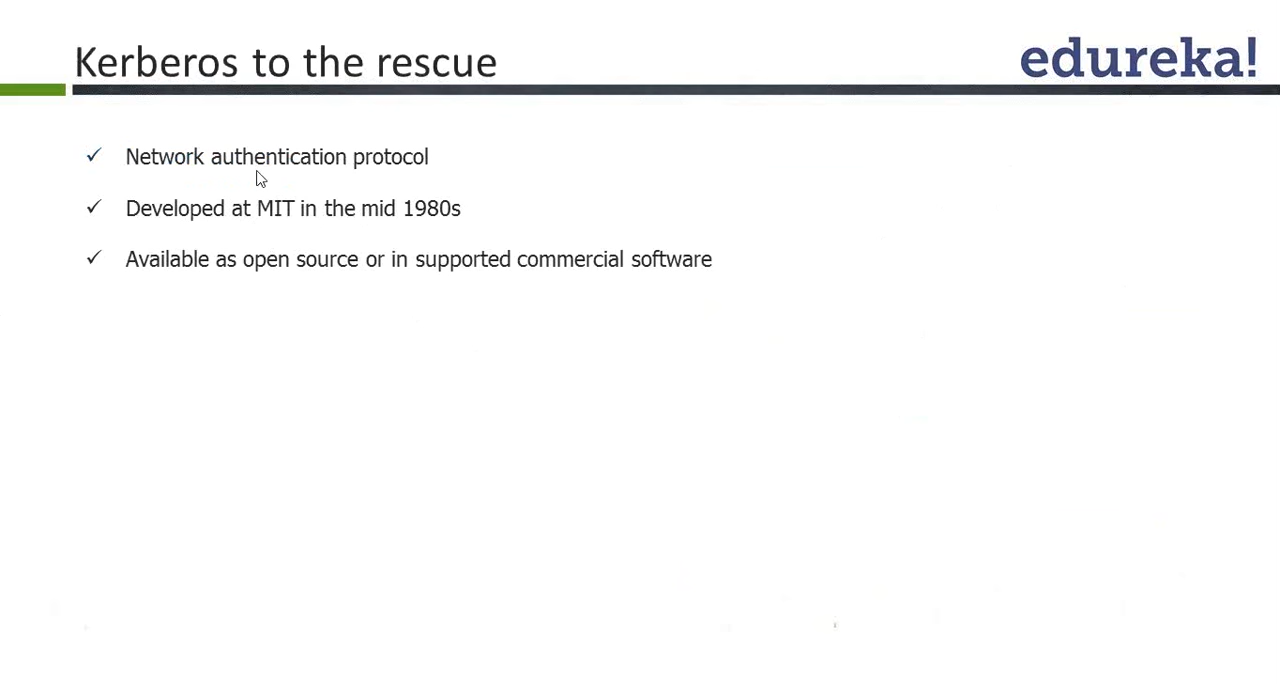 Kerberos to the rescue
edureka!
Network authentication protocol
Developed at MIT in the mid 1980s
Available as open source or in supported commercial software